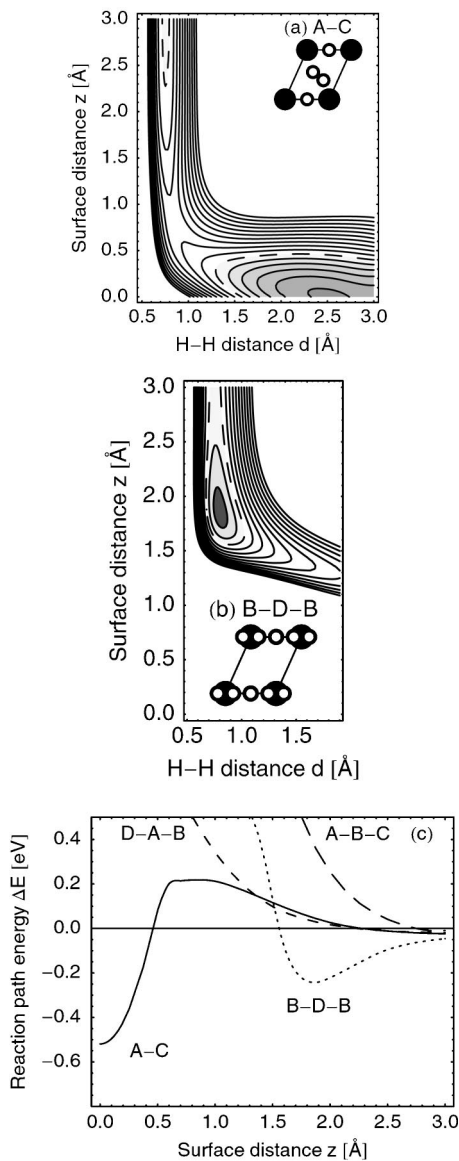 (a) A–C
3.0
2.5
2.0
1.5
1.0
0.5
0.0
Surface distance z [Å]
0.5 1.0 1.5 2.0 2.5 3.0
H–H distance d [Å]
3.0
2.5
2.0
1.5
1.0
0.5
0.0
Surface distance z [Å]
(b) B–D–B
0.5 1.0 1.5
H–H distance d [Å]
0.4
0.2
0.0
−0.2
−0.4
−0.6
Reaction path energy ΔE [eV]
D–A–B
A–B–C
(c)
B–D–B
A–C
0.0 0.5 1.0 1.5 2.0 2.5 3.0
Surface distance z [Å]